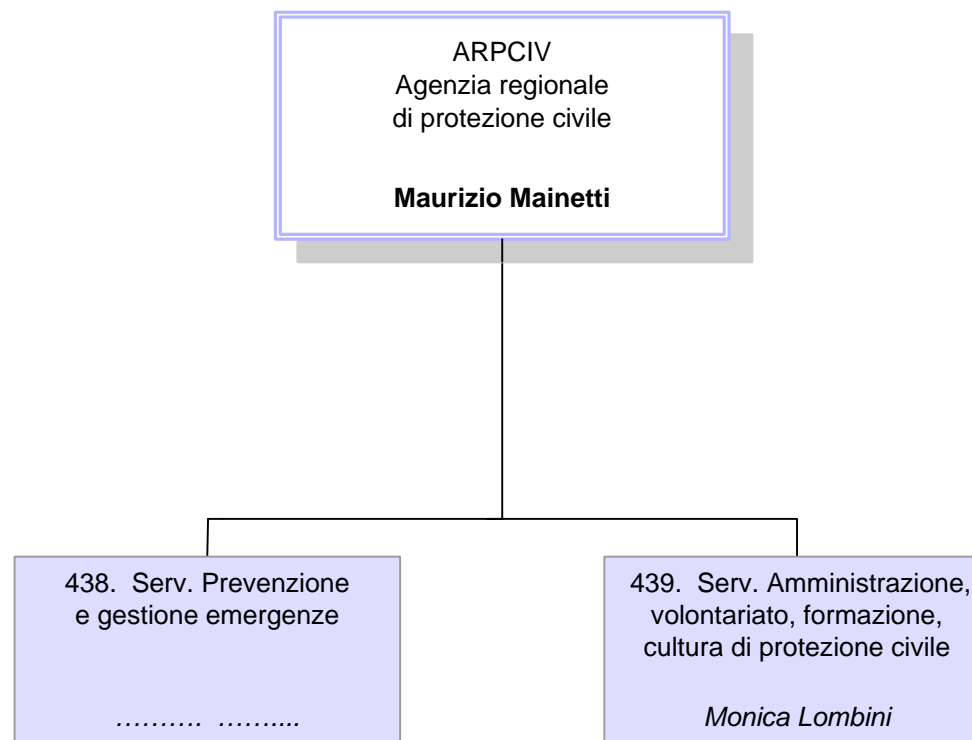 ARPCIV
Agenzia regionale
di protezione civile
Maurizio Mainetti
438. Serv. Prevenzione
e gestione emergenze
………. ……....
439. Serv. Amministrazione,
volontariato, formazione,
cultura di protezione civile
Monica Lombini